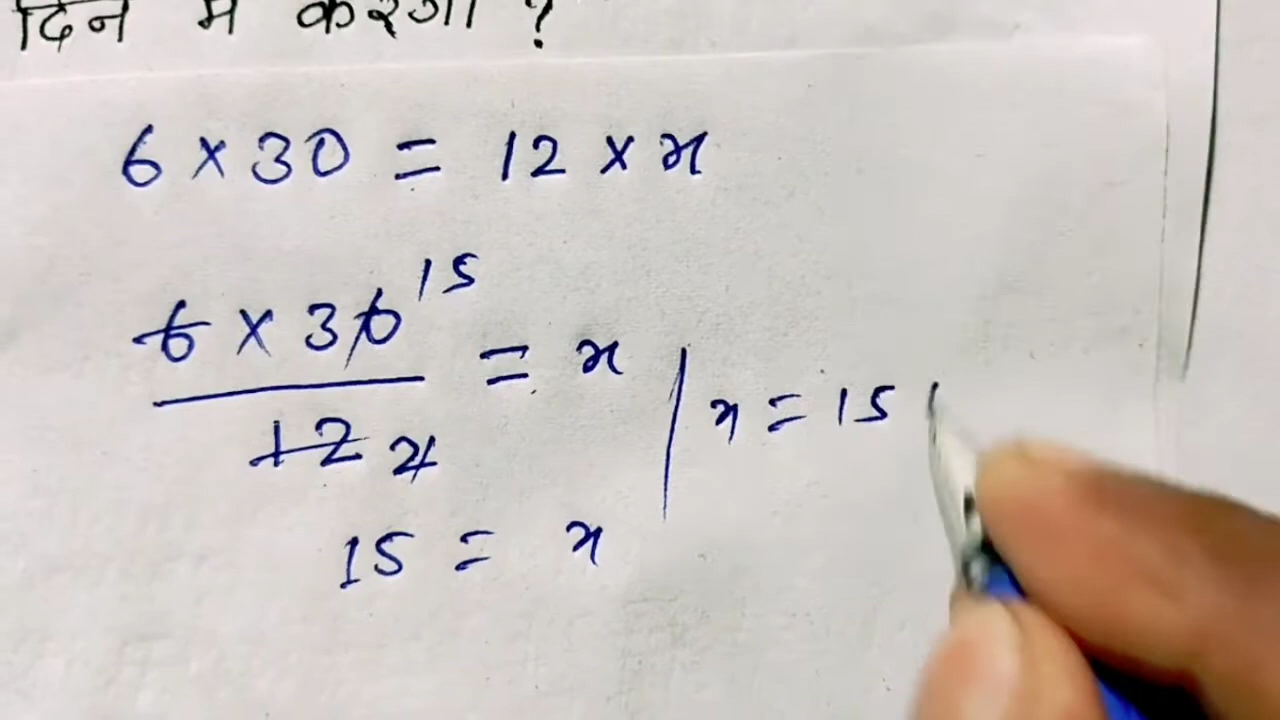 दिन में करेगा ?
6 × 30 = 12 × x
6 × 30 15
= x
12 2
x = 15
15 = x